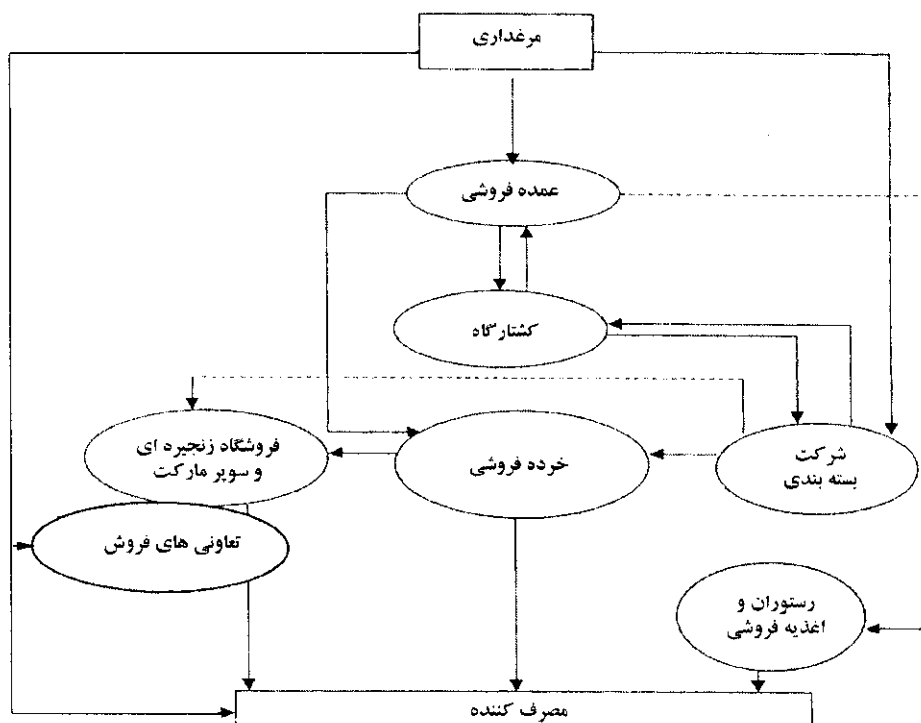 مرغداری
عمده فروشی
کشتارگاه
فروشگاه زنجیره ای
و سوپر مارکت
خرده فروشی
شرکت
بسته بندی
تعاونی های فروش
رستوران و
اغذیه فروشی
مصرف کننده